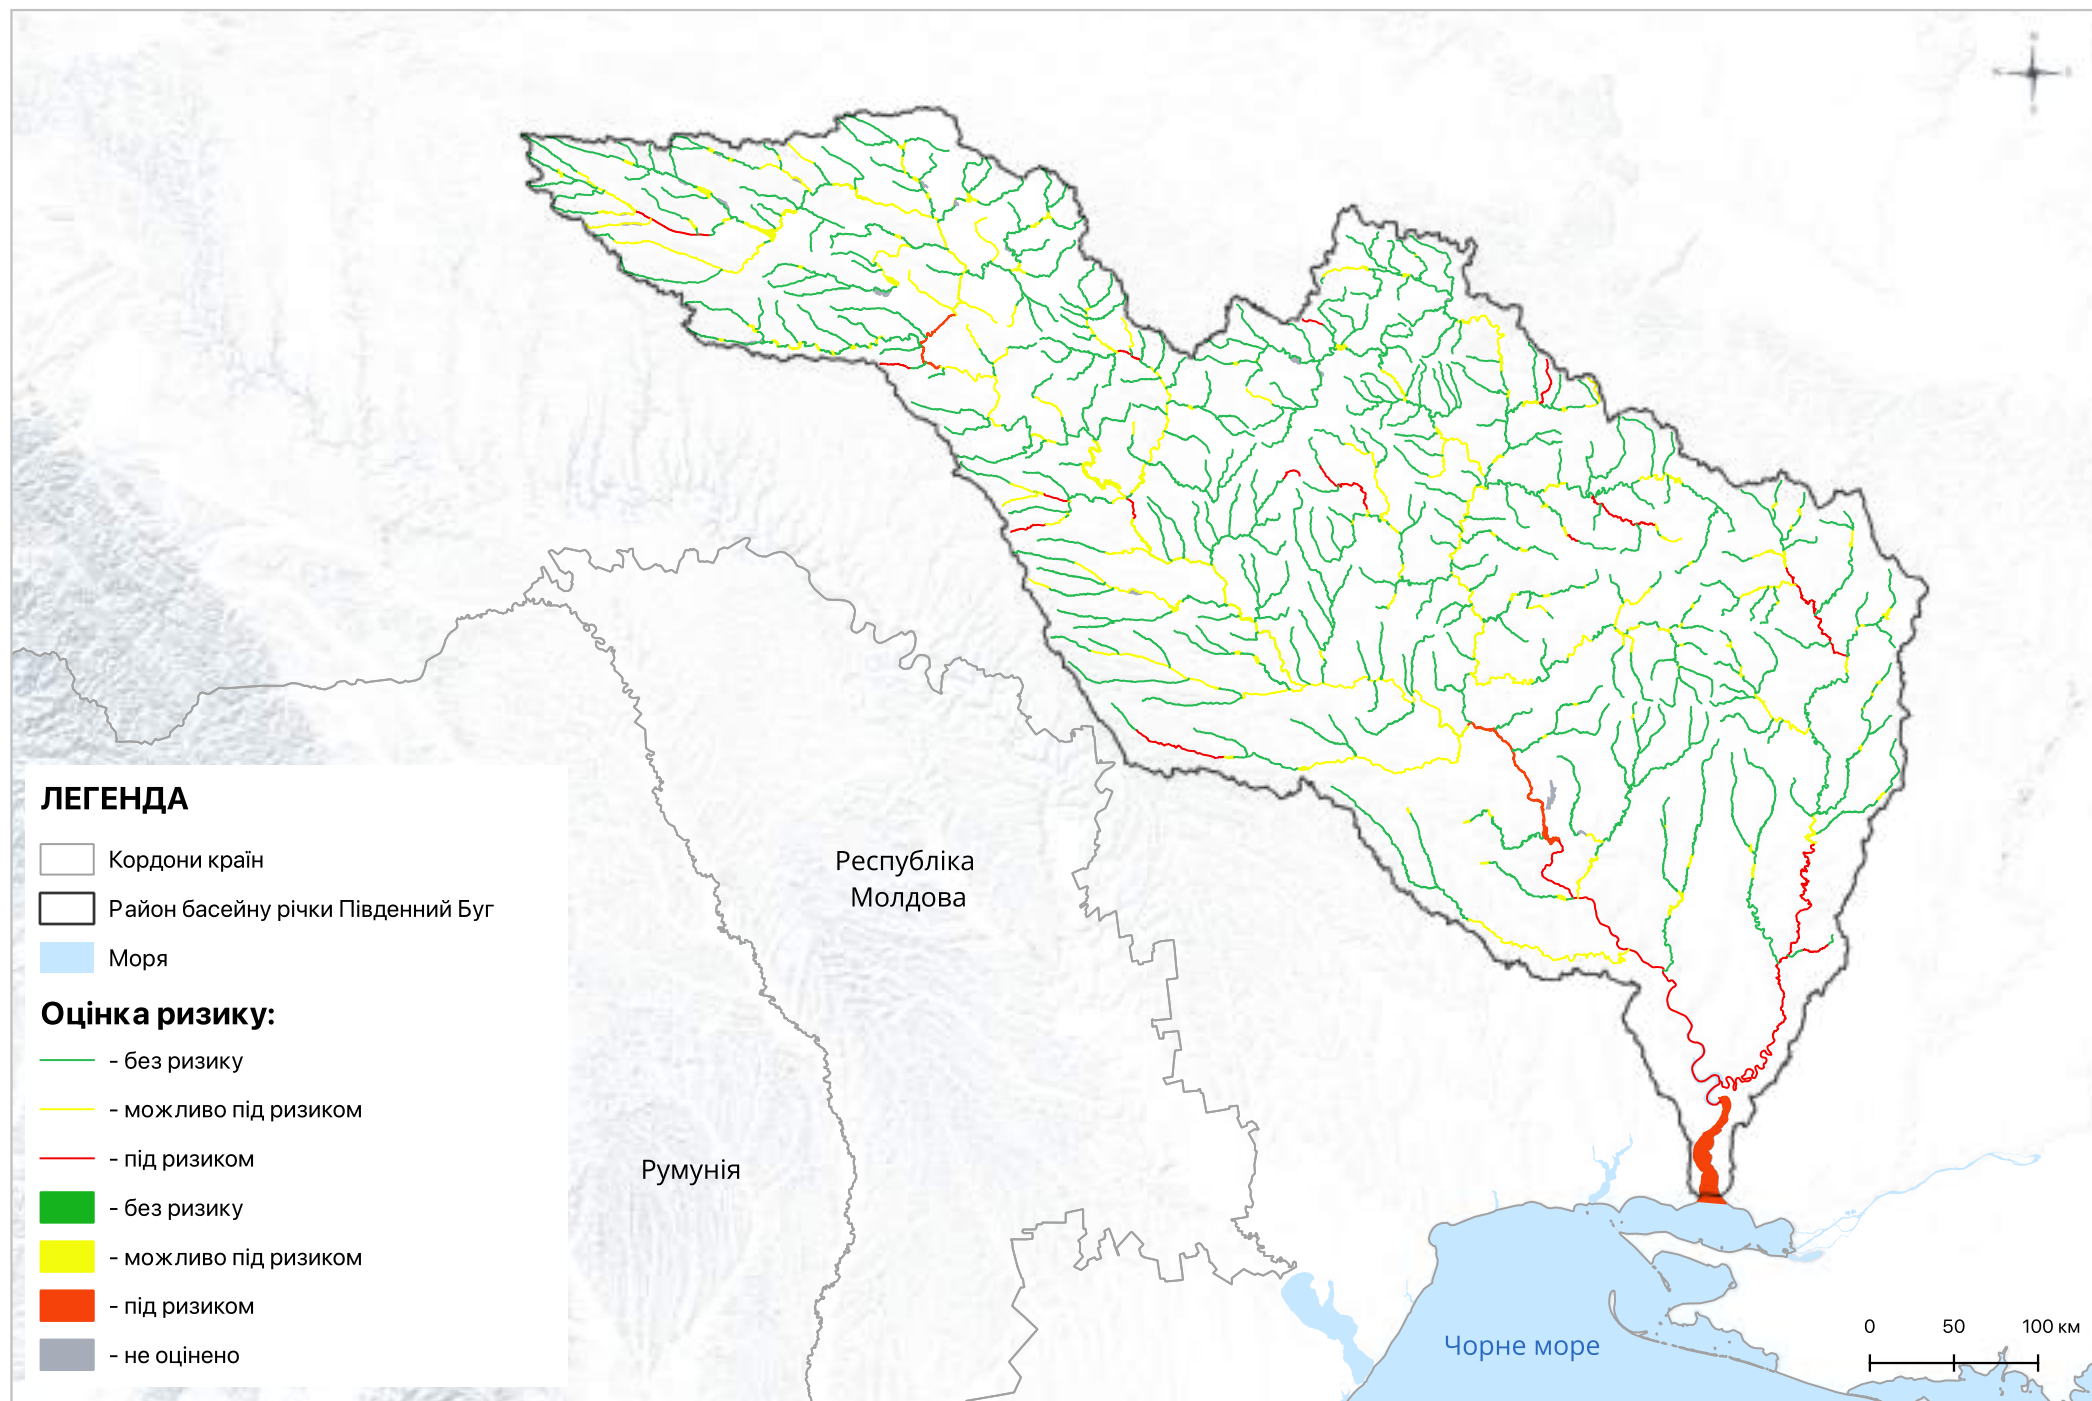 Республіка
Молдова
Румунія
Чорне море
ЛЕГЕНДА
Кордони країн
Район басейну річки Південний Буг
Моря
Оцінка ризику:
- без ризику
- можливо під ризиком
- під ризиком
- без ризику
- можливо під ризиком
- під ризиком
- не оцінено
0 50 100 км